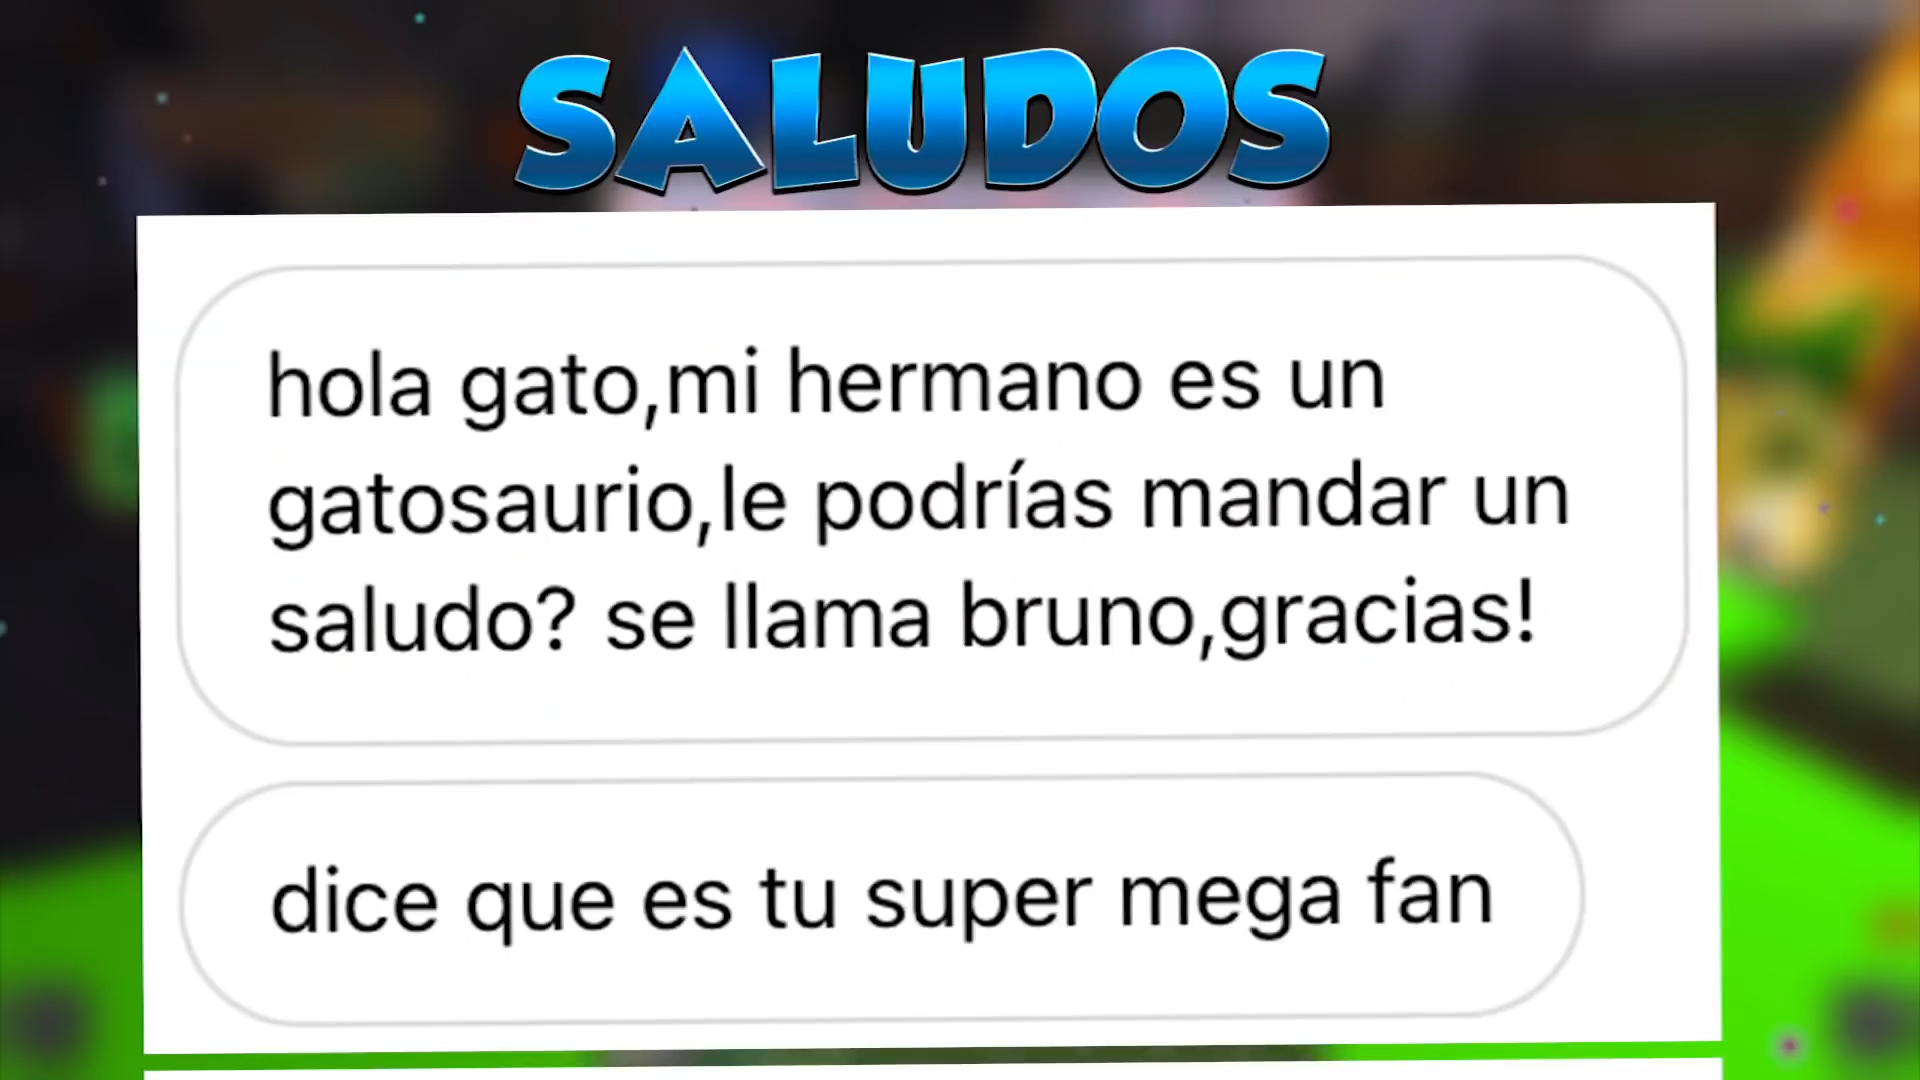 SALUDOS
hola gato,mi hermano es un
gatosaurio,le podrías mandar un
saludo? se llama bruno,gracias!
dice que es tu super mega fan